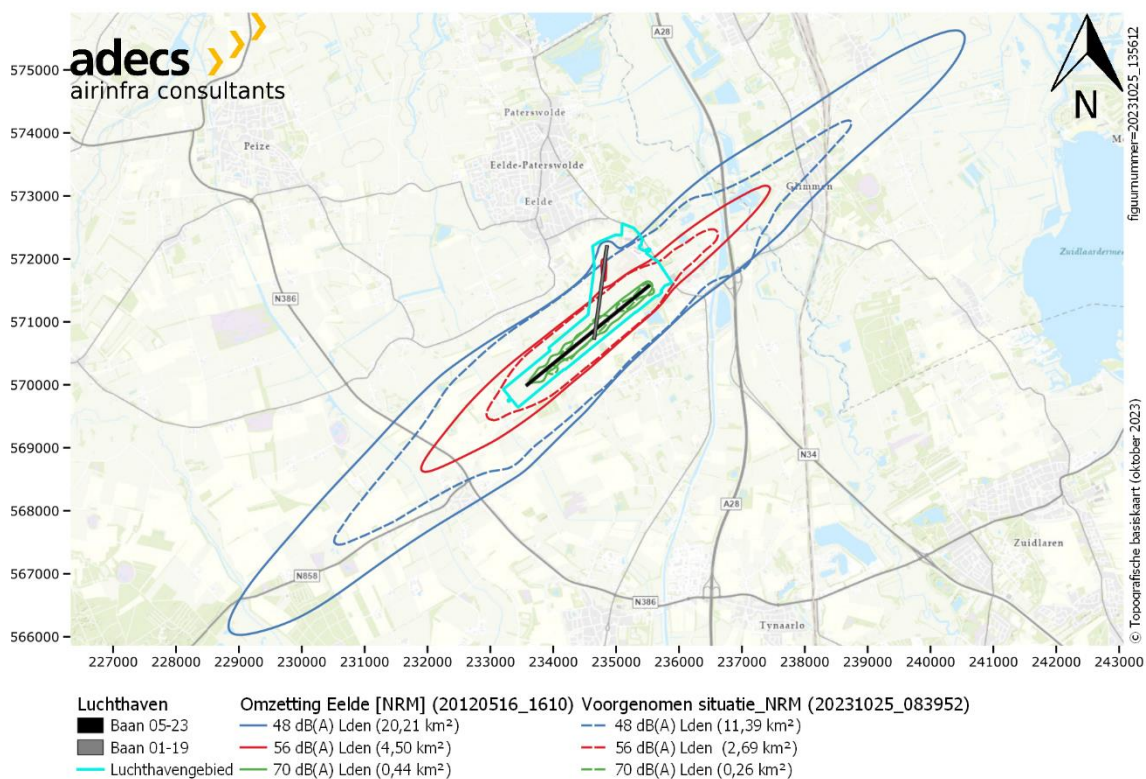 adecs
airinfra consultants
N
figuurnummer=20231025_135612
© Topografische basiskaart (oktober 2023)
A28
Paterswolde
Peize
Eelde-Paterswolde
Eelde
Glimmen
Zuidlaardermee
N386
N34
A28
Zuidlaren
N858
N386
Tynaarlo
575000
574000
573000
572000
571000
570000
569000
568000
567000
566000
227000 228000 229000 230000 231000 232000 233000 234000 235000 236000 237000 238000 239000 240000 241000 242000 243000
Luchthaven
Baan 05-23
Baan 01-19
Luchthavengebied
Omzetting Eelde [NRM] (20120516_1610)
48 dB(A) Lden (20,21 km²)
56 dB(A) Lden (4,50 km²)
70 dB(A) Lden (0,44 km²)
Voorgenomen situatie_NRM (20231025_083952)
48 dB(A) Lden (11,39 km²)
56 dB(A) Lden (2,69 km²)
70 dB(A) Lden (0,26 km²)